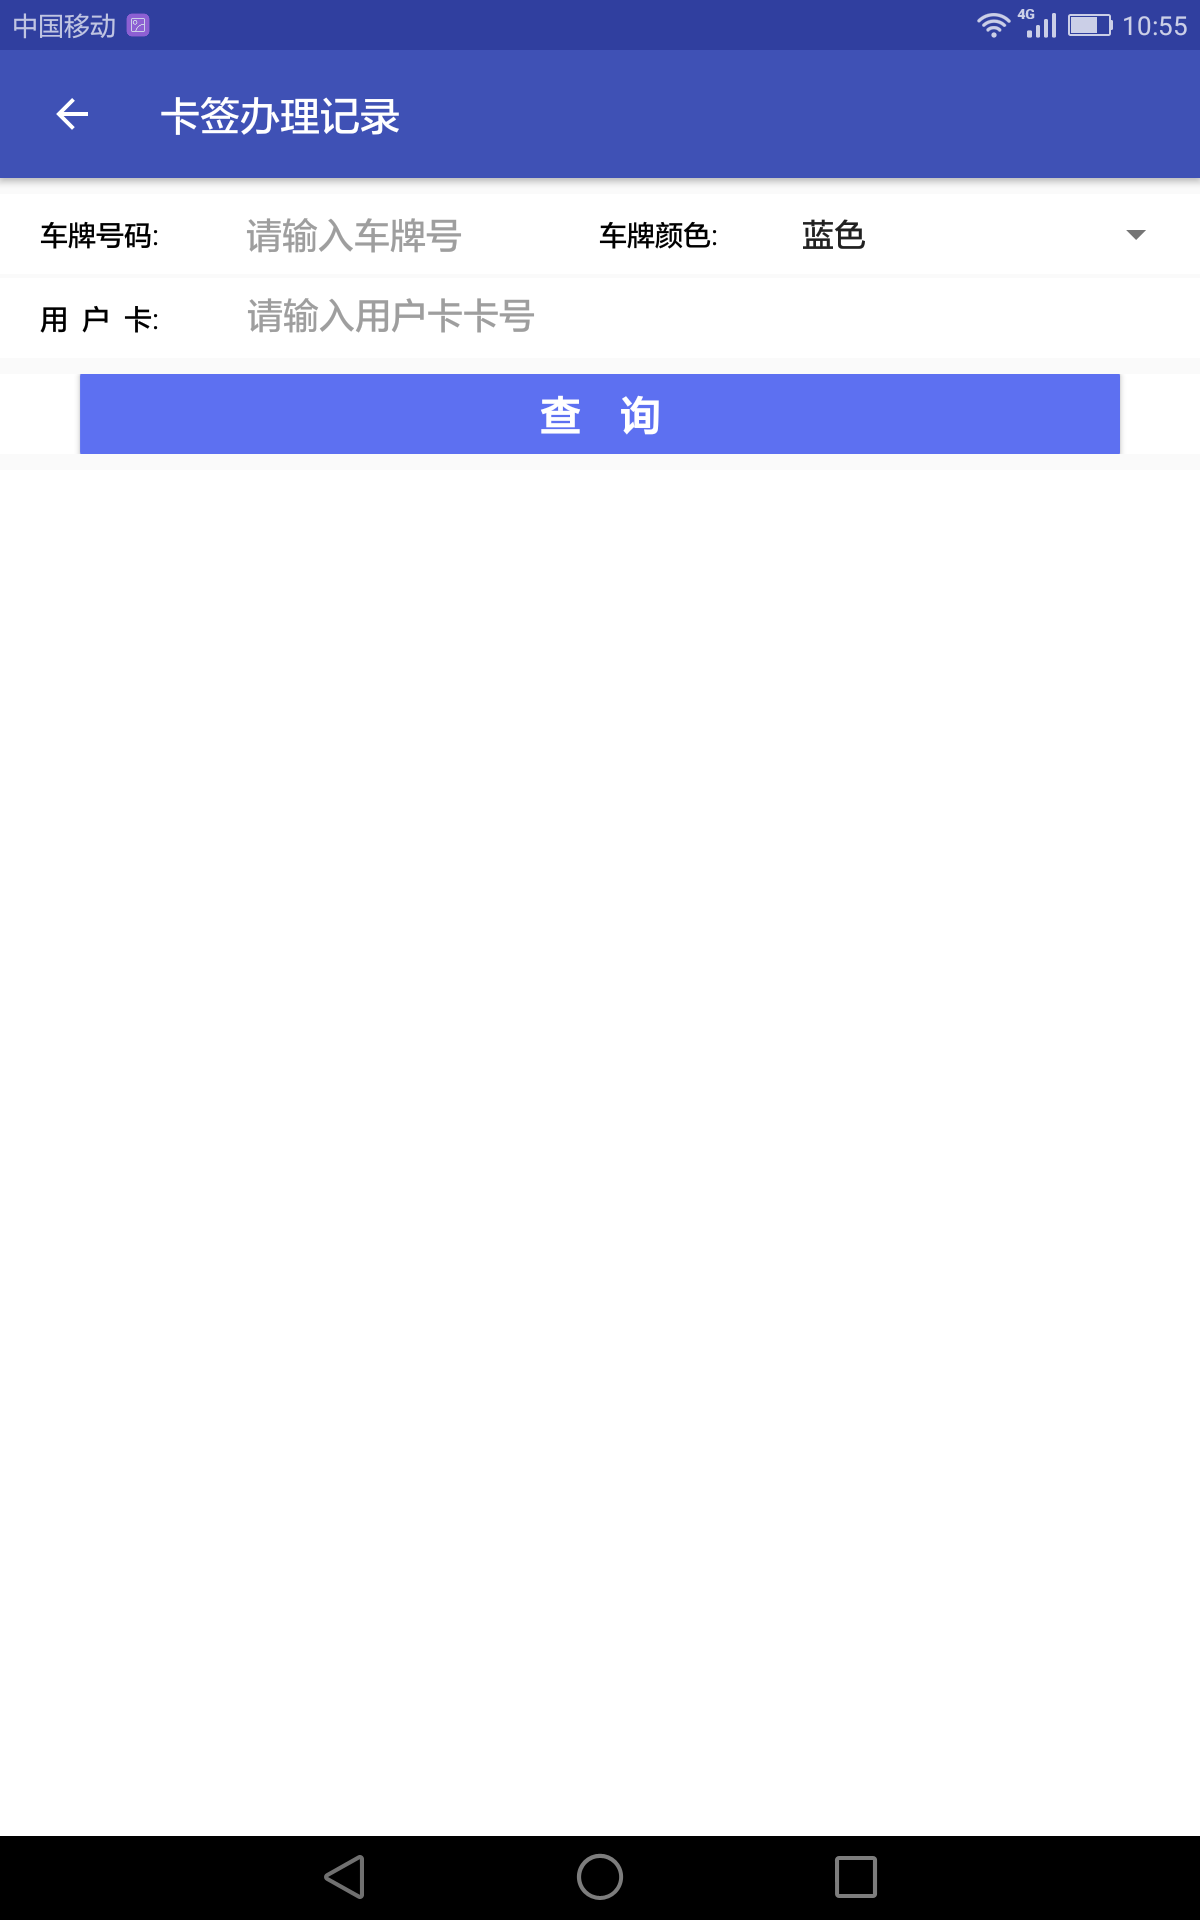 中国移动 4G 10:55
卡签办理记录
车牌号码: 请输入车牌号 车牌颜色: 蓝色
用 户 卡: 请输入用户卡卡号
查 询